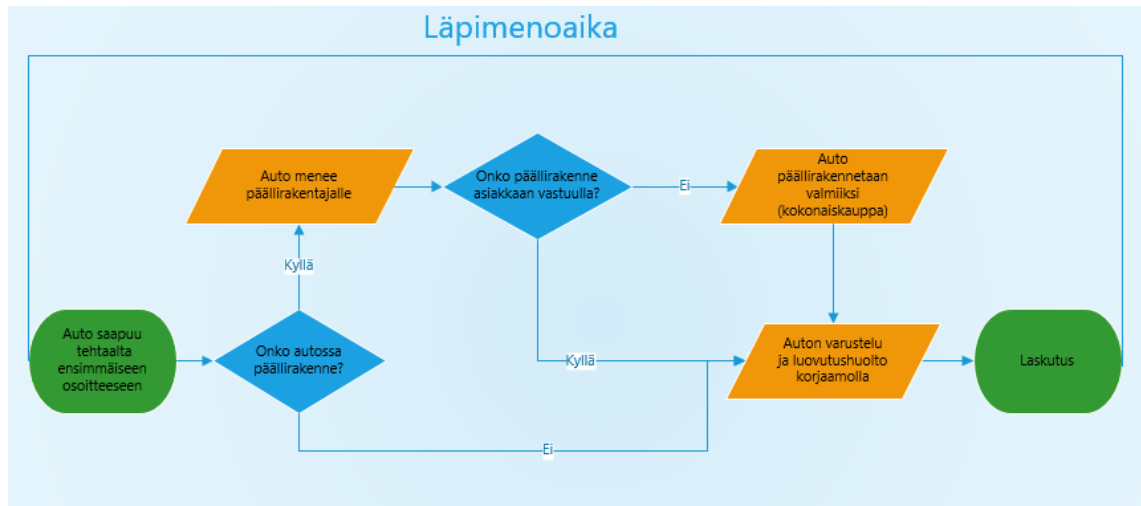 Läpimenoaika
Auto menee
päällirakentajalle
Onko päällirakenne
asiakkaan vastuulla?
Ei
Auto
päällirakennetaan
valmiiksi
(kokonaiskauppa)
Kyllä
Auto saapuu
tehtaalta
ensimmäiseen
osoitteeseen
Onko autossa
päällirakenne?
Kyllä
Auton varustelu
ja luovutushuolto
korjaamolla
Laskutus
Ei